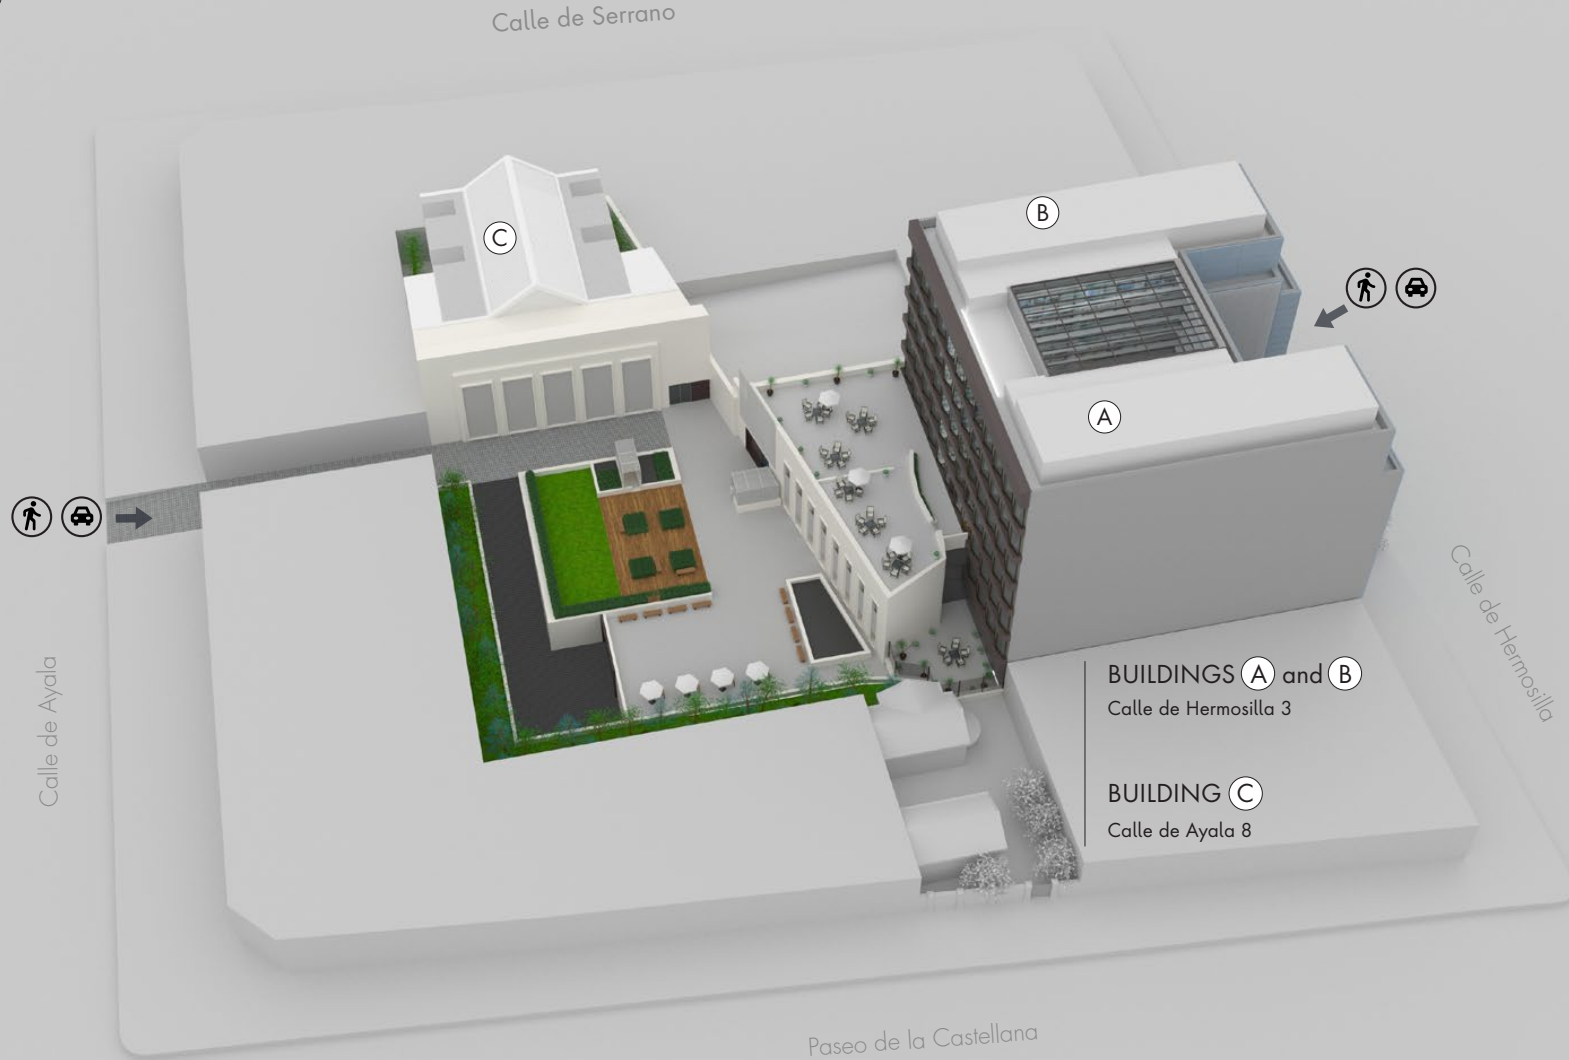 Calle de Serrano
B
C
A
Calle de Ayala
Calle de Hermosilla
BUILDINGS A and B
Calle de Hermosilla 3
BUILDING C
Calle de Ayala 8
Paseo de la Castellana